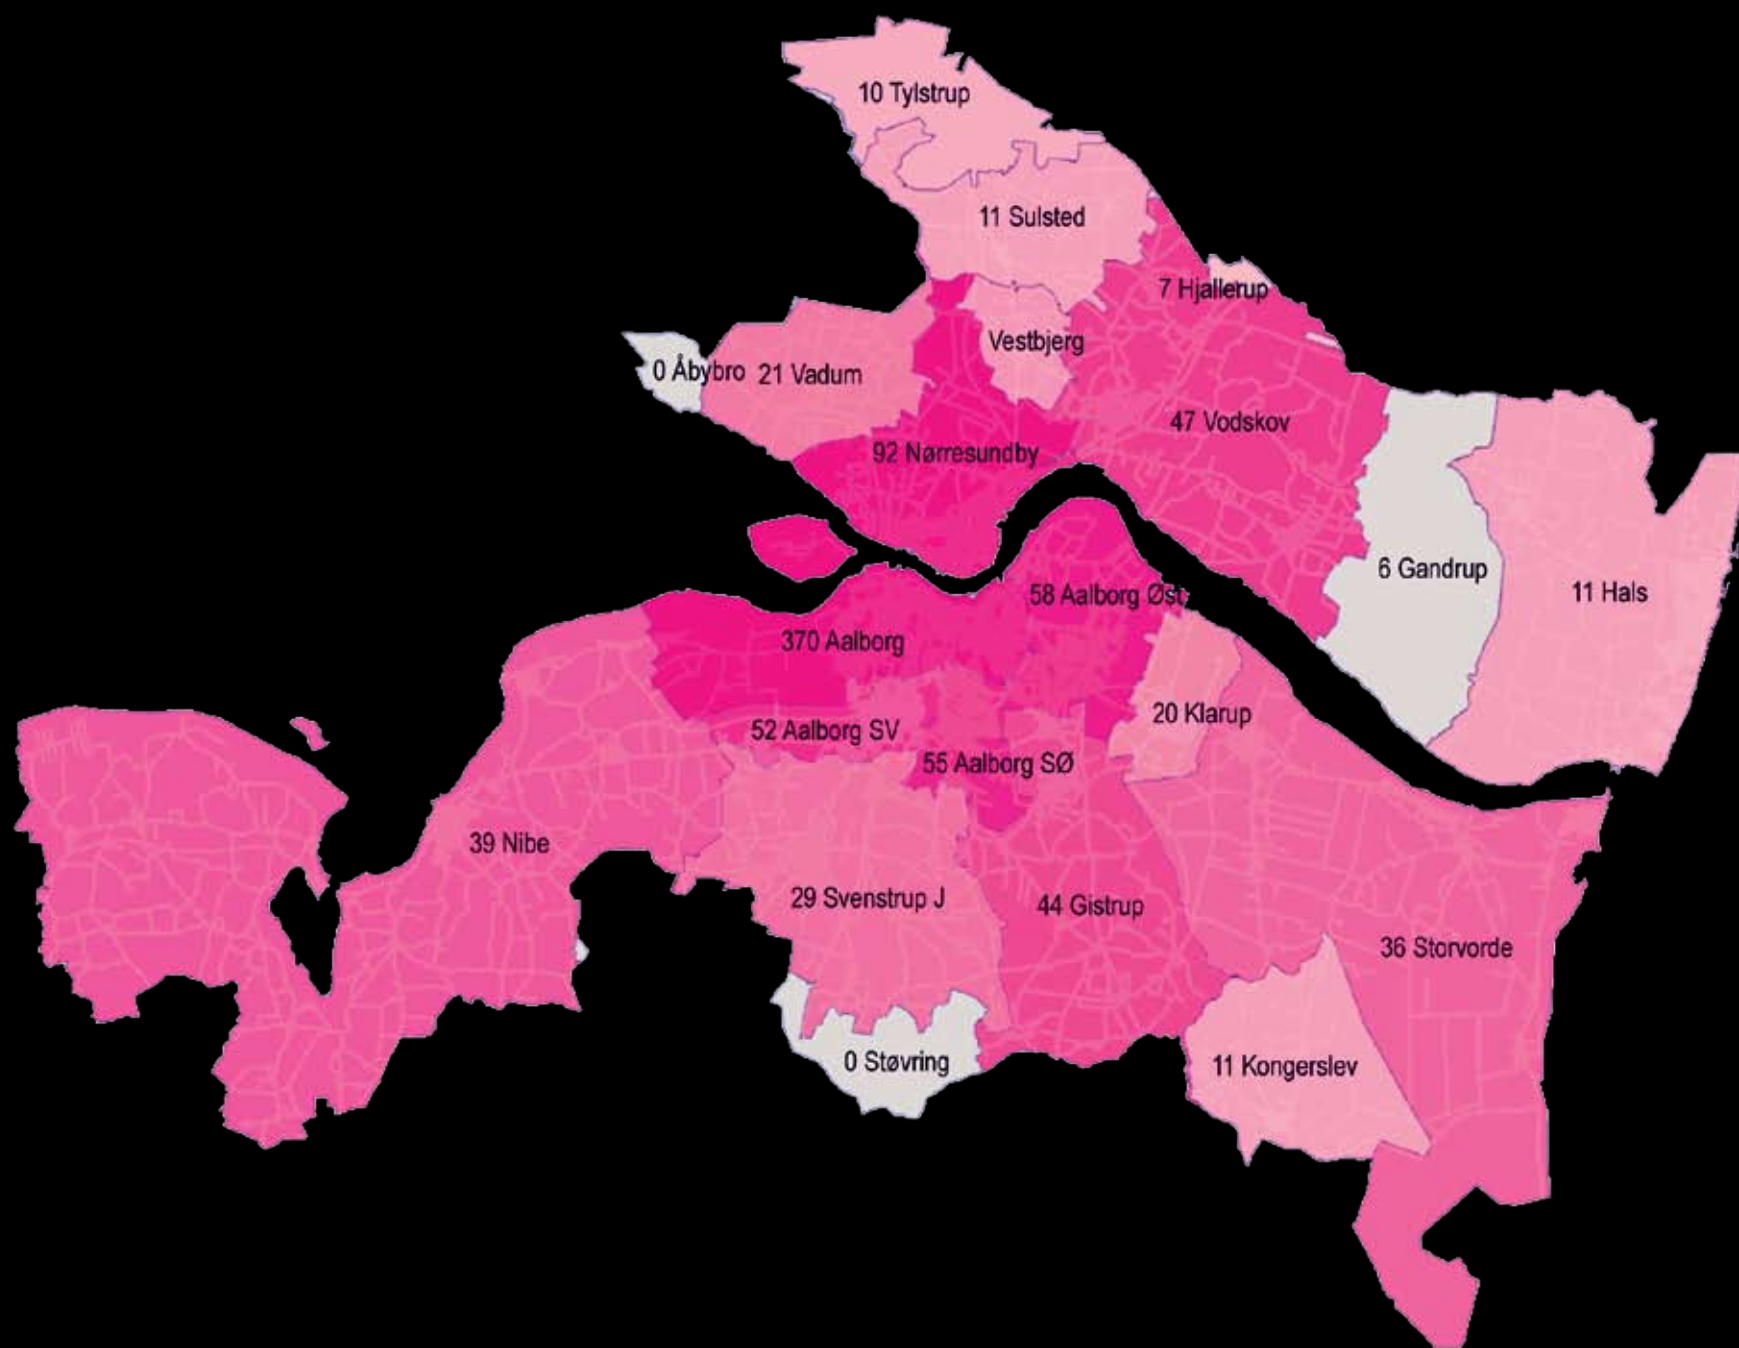 10 Tylstrup
11 Sulsted
7 Hjallerup
Vestbjerg
0 Åbybro
21 Vadum
47 Vodskov
92 Nørresundby
6 Gandrup
11 Hals
58 Aalborg Øst
370 Aalborg
20 Klarup
52 Aalborg SV
55 Aalborg SØ
39 Nibe
29 Svenstrup J
44 Gistrup
36 Storvorde
0 Støvring
11 Kongerslev